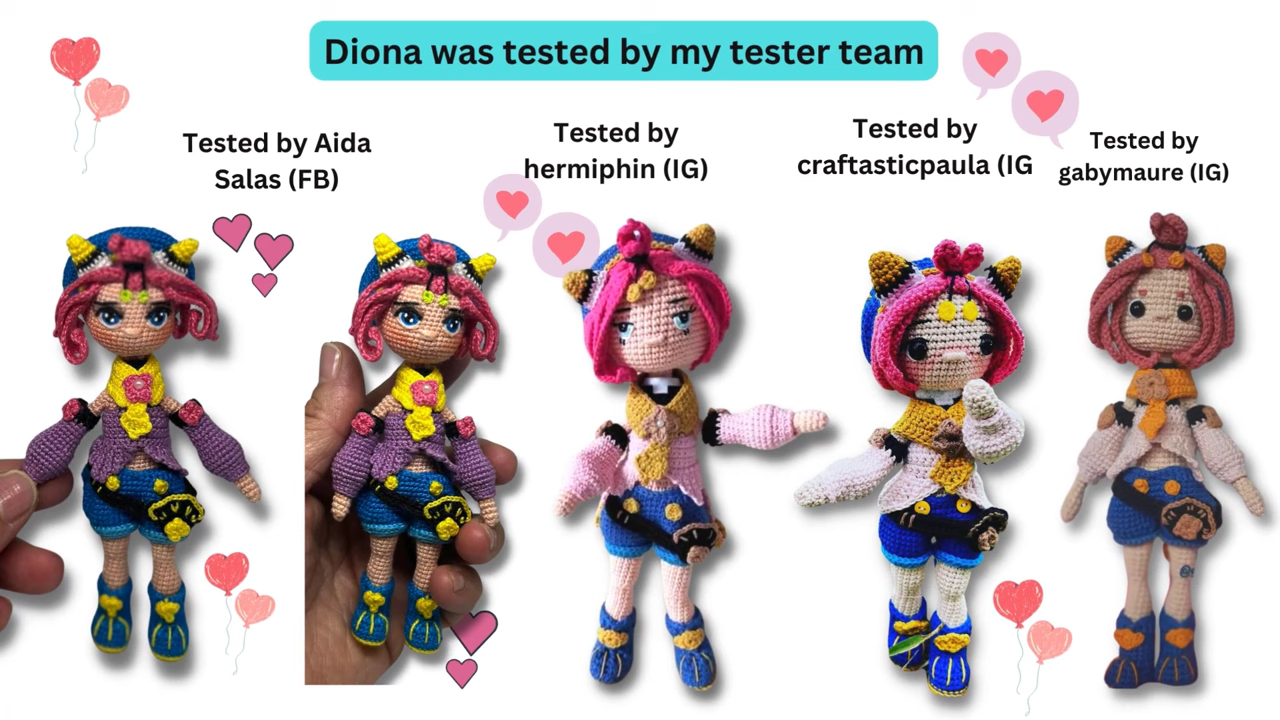 Diona was tested by my tester team
Tested by Aida
Salas (FB)
Tested by
hermiphin (IG)
Tested by
craftasticpaula (IG
Tested by
gabymaure (IG)